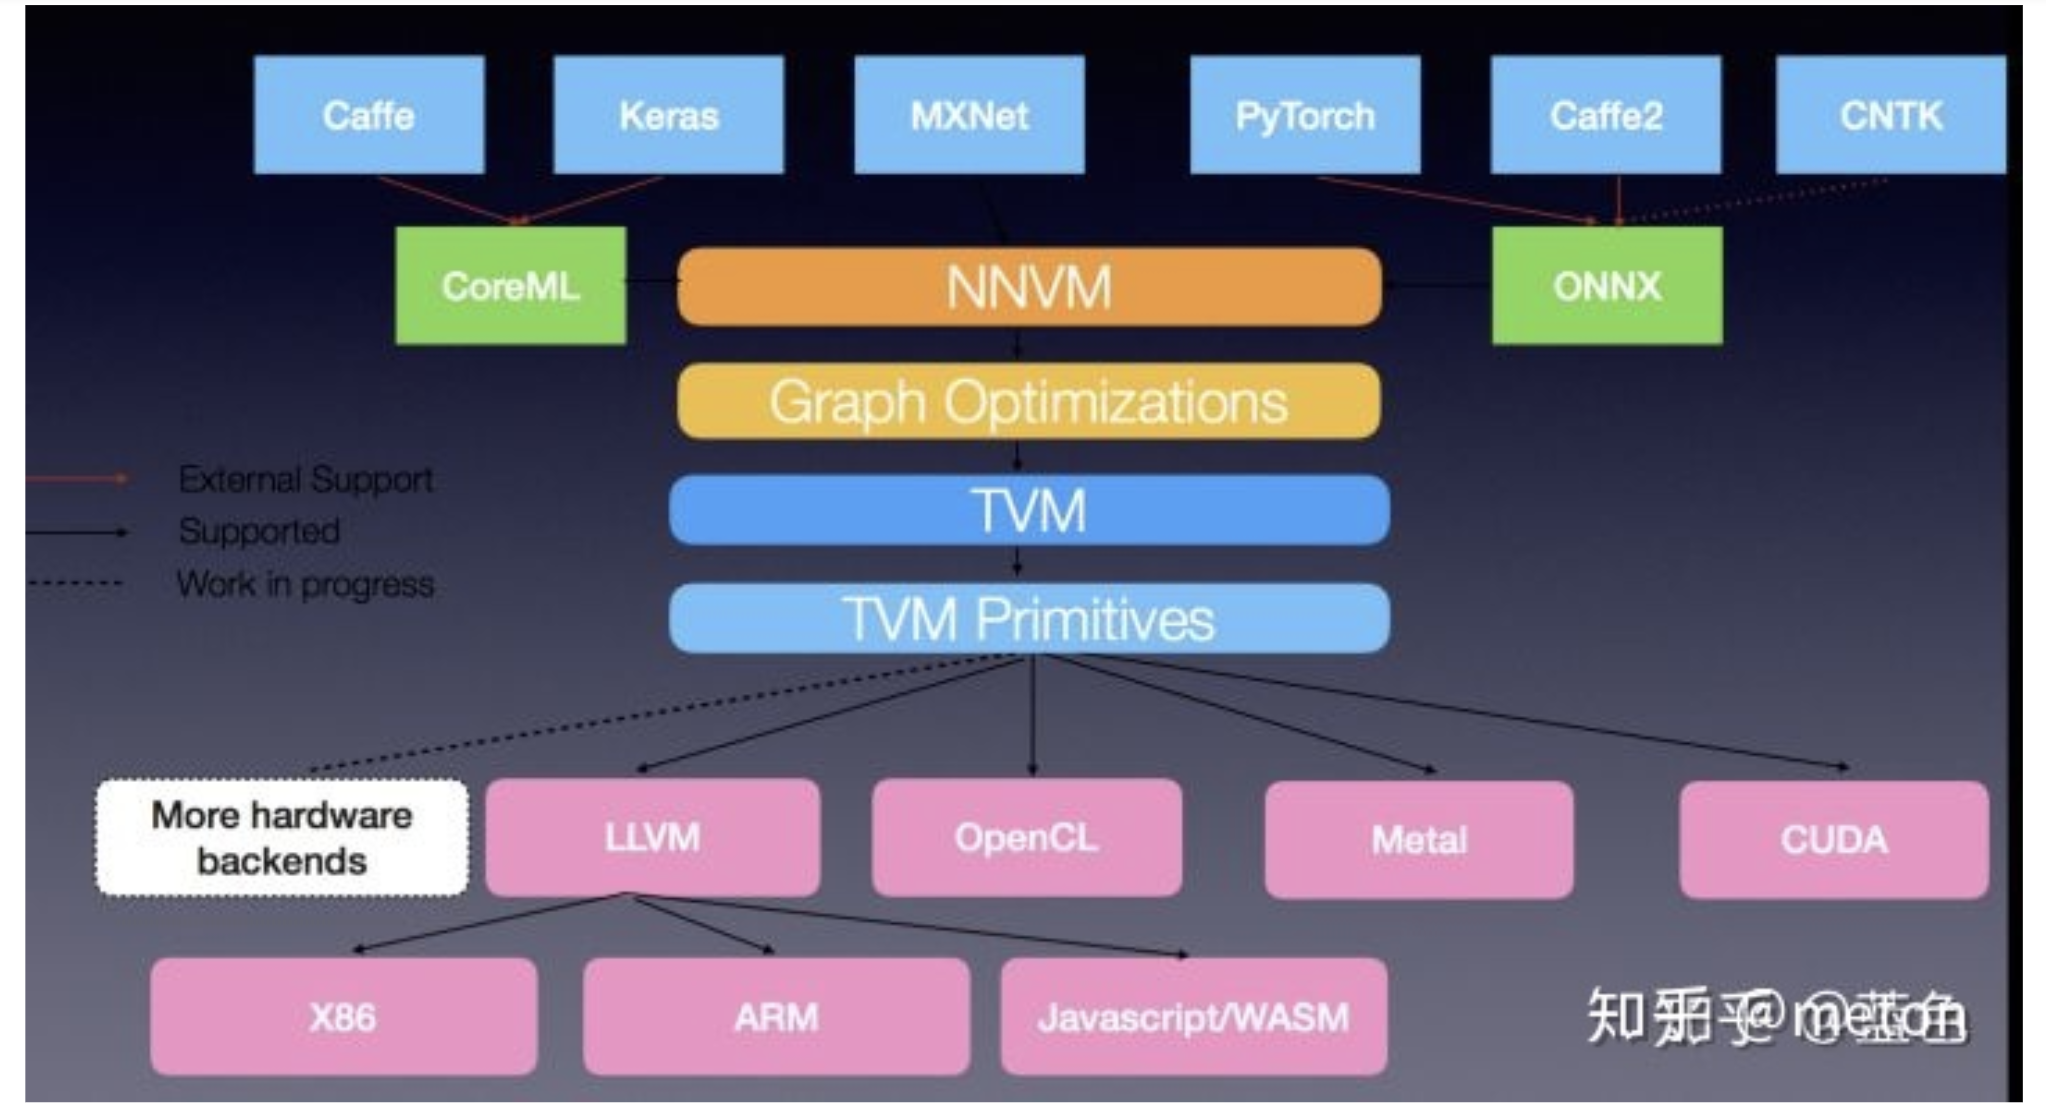 Caffe
Keras
MXNet
PyTorch
Caffe2
CNTK
CoreML
NNVM
ONNX
Graph Optimizations
External Support
TVM
Supported
Work in progress
TVM Primitives
More hardware
backends
LLVM
OpenCL
Metal
CUDA
X86
ARM
Javascript/WASM
知乎 @meton